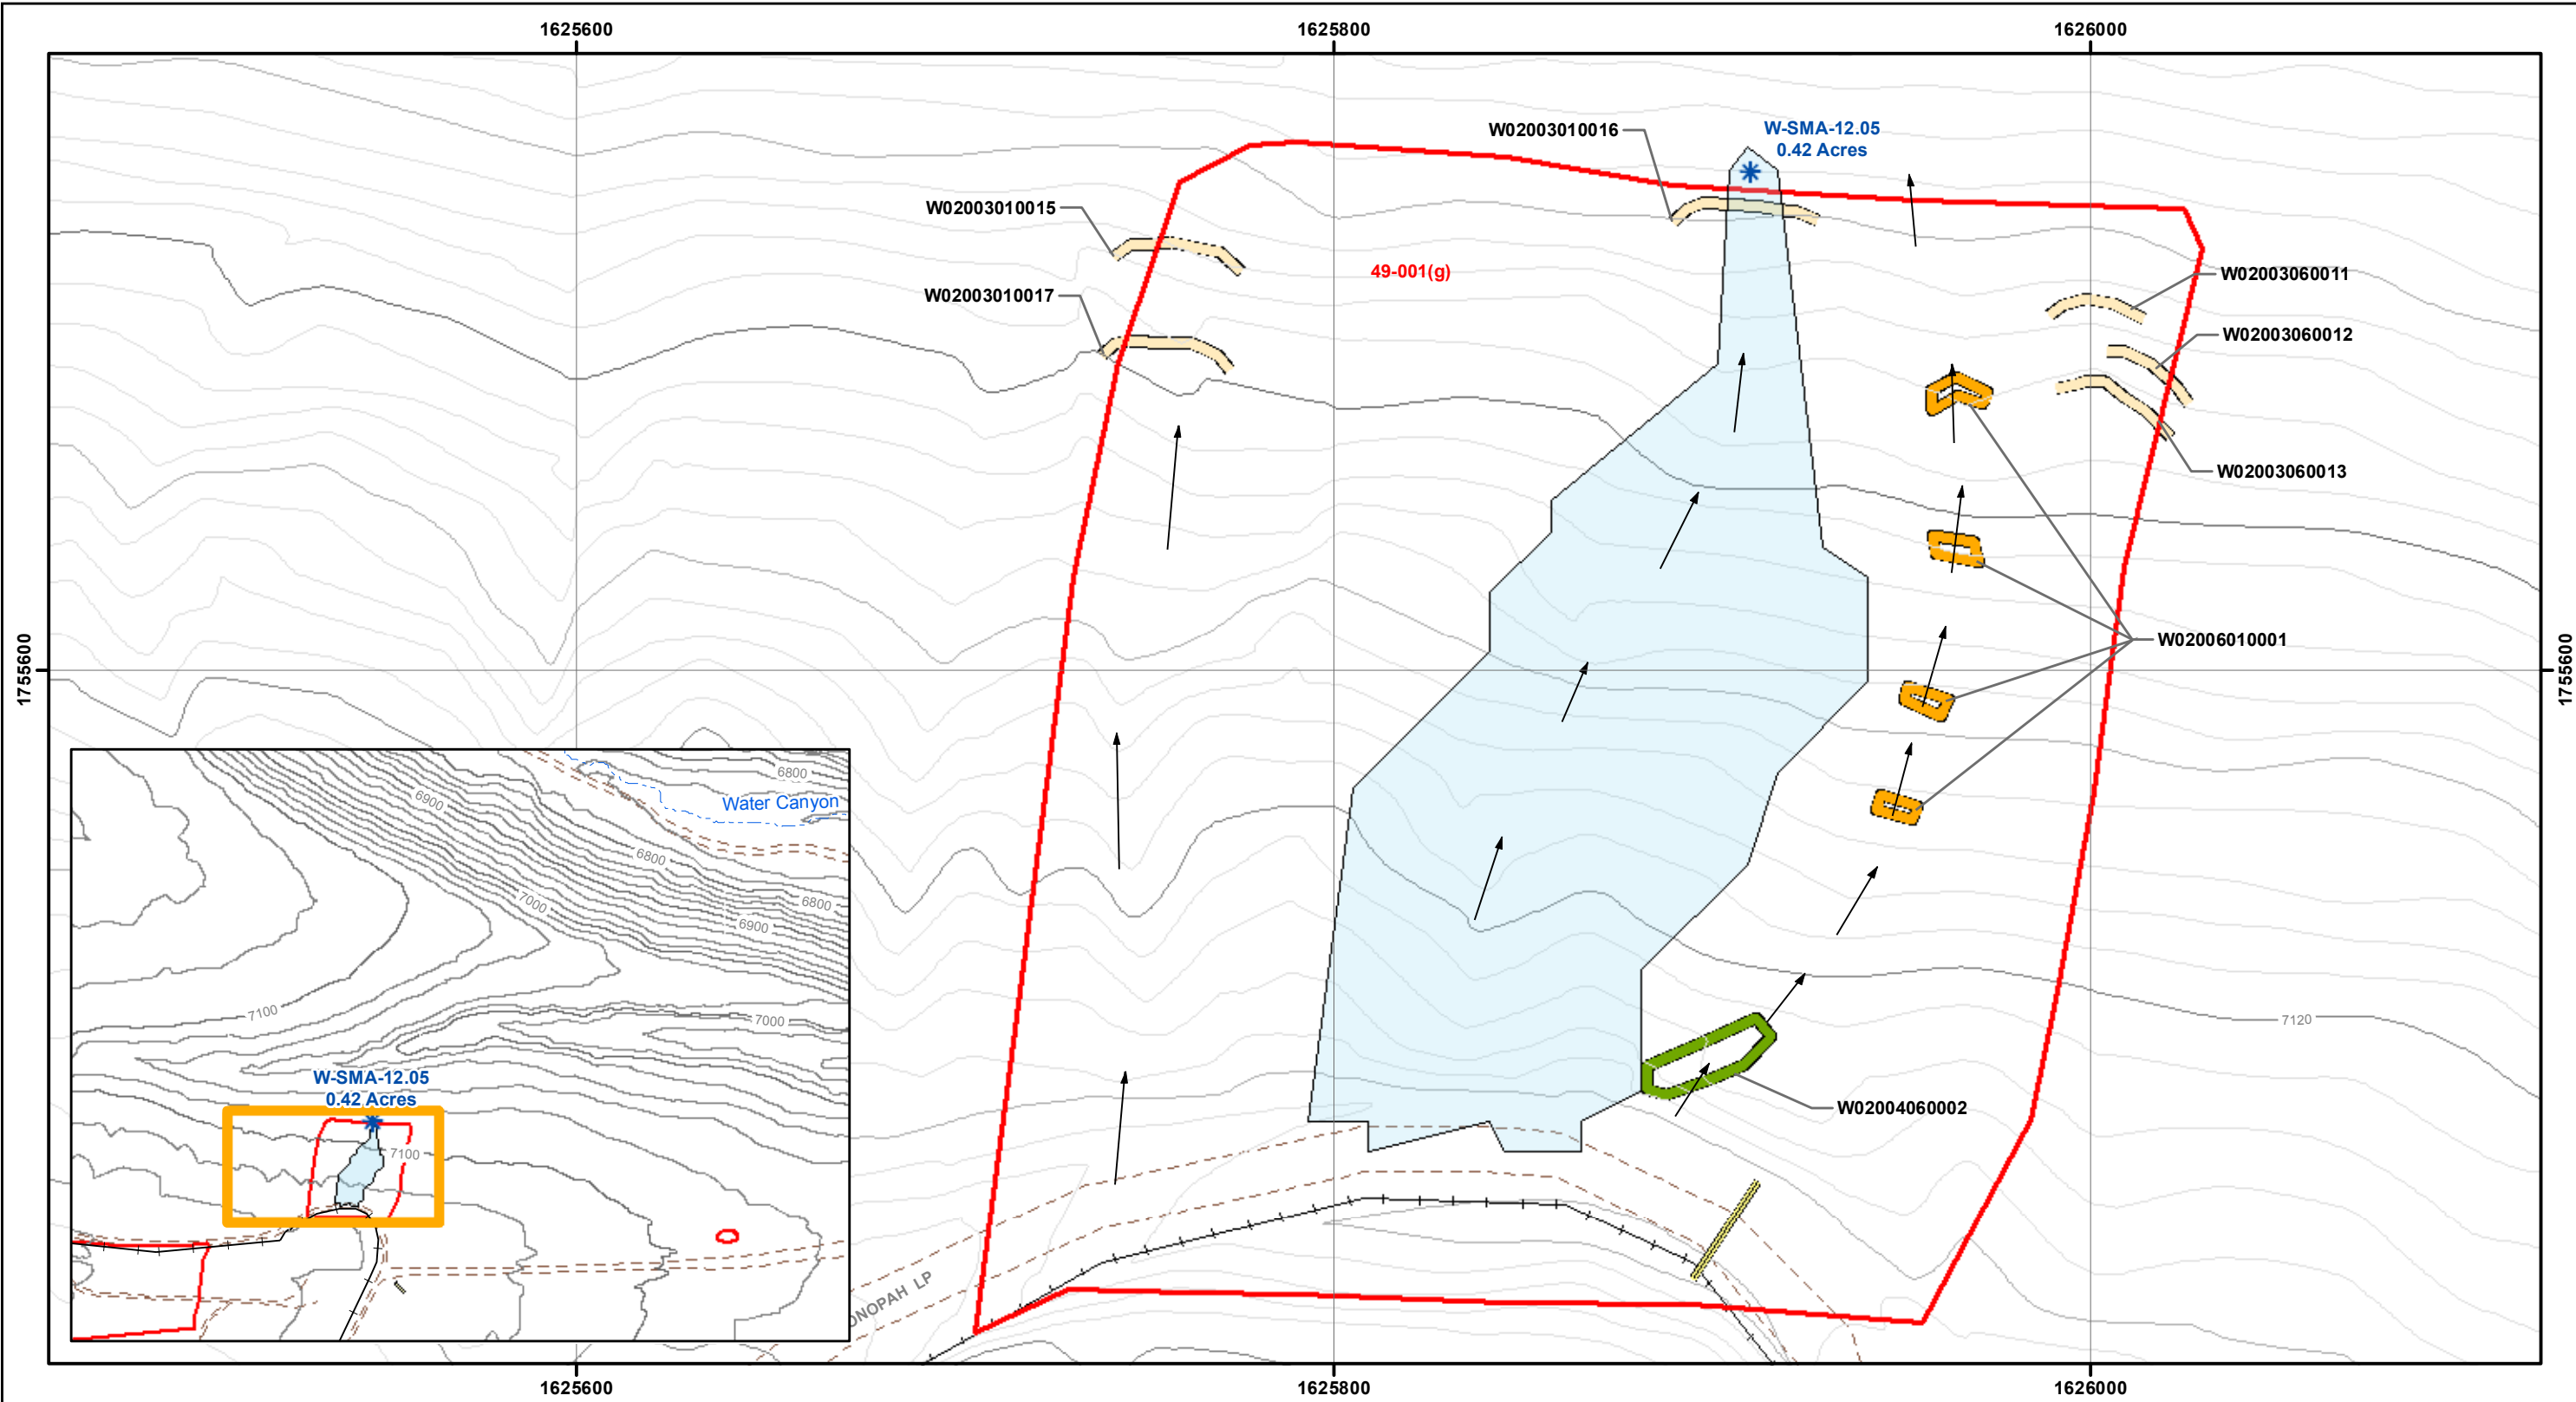 1625600
1625800
1626000
W02003010016
W-SMA-12.05
0.42 Acres
W02003010015
49-001(g)
W02003060011
W02003010017
W02003060012
W02003060013
1755600
W02006010001
1755600
6800
Water Canyon
6900
6800
7000
6800
6900
7100
7000
7120
W-SMA-12.05
0.42 Acres
W02004060002
7100
ONOPAH LP
1625600
1625800
1626000